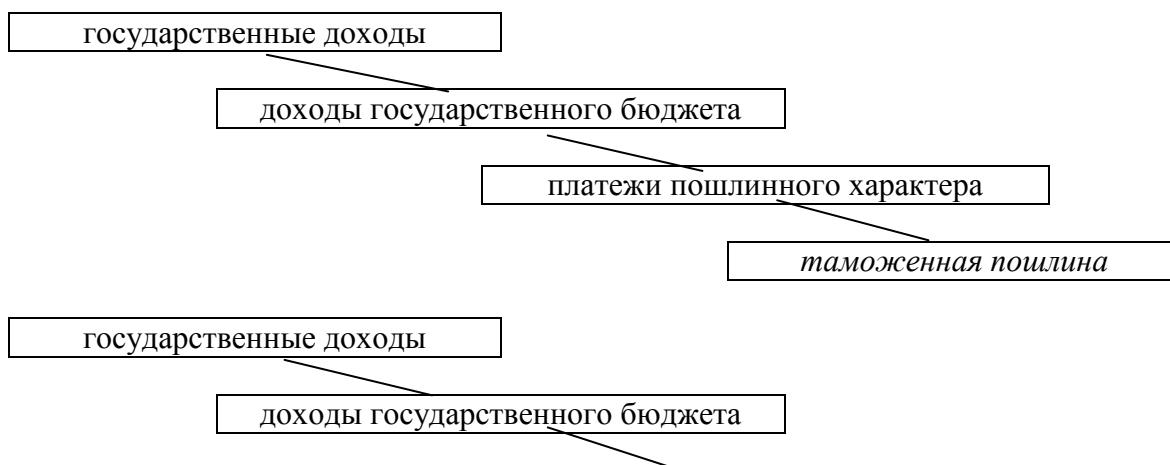 государственные доходы
доходы государственного бюджета
платежи пошлинного характера
таможенная пошлина
государственные доходы
доходы государственного бюджета